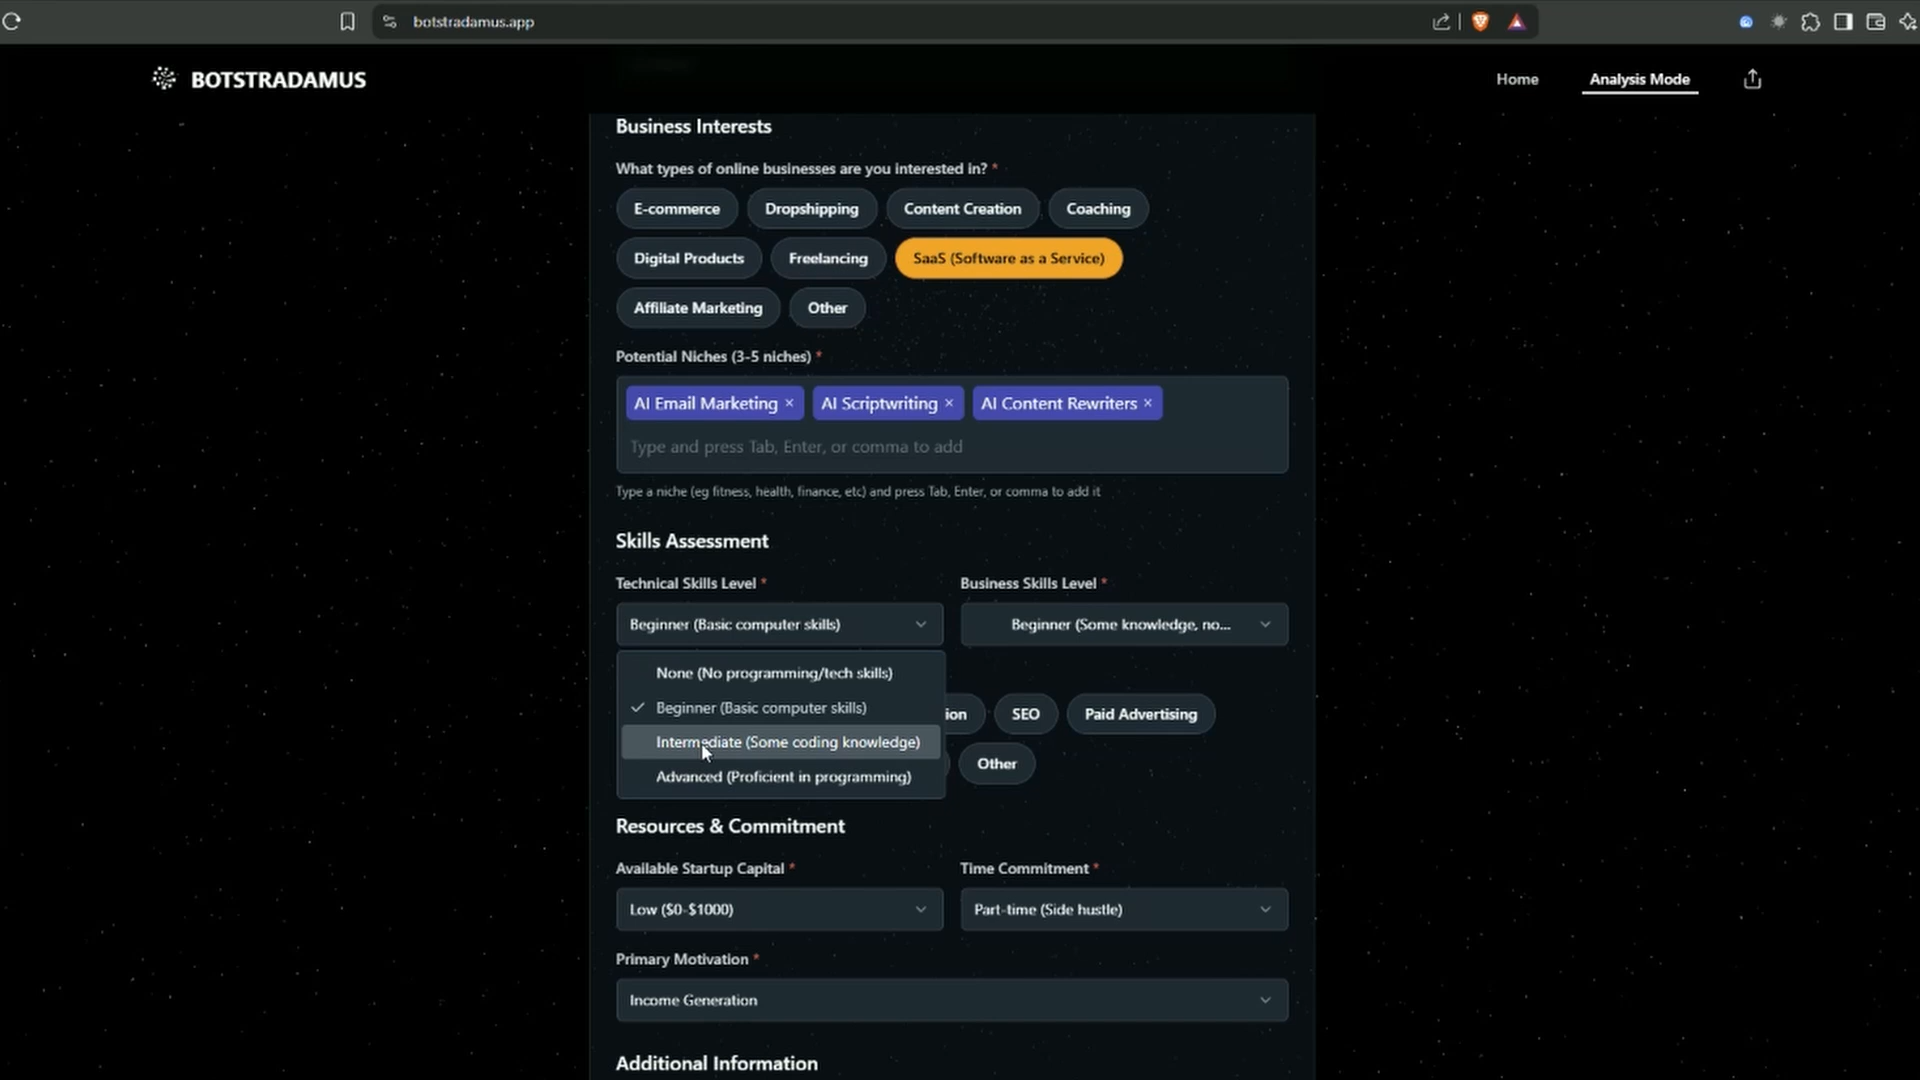 botstradamus.app
BOTSTRADAMUS
Home
Analysis Mode
Business Interests
What types of online businesses are you interested in? *
E-commerce
Dropshipping
Content Creation
Coaching
Digital Products
Freelancing
SaaS (Software as a Service)
Affiliate Marketing
Other
Potential Niches (3-5 niches) *
AI Email Marketing ×
AI Scriptwriting ×
AI Content Rewriters ×
Type and press Tab, Enter, or comma to add
Type a niche (eg fitness, health, finance, etc) and press Tab, Enter, or comma to add it
Skills Assessment
Technical Skills Level *
Business Skills Level *
Beginner (Basic computer skills)
Beginner (Some knowledge, no...
None (No programming/tech skills)
Beginner (Basic computer skills)
Intermediate (Some coding knowledge)
Advanced (Proficient in programming)
ion
SEO
Paid Advertising
Other
Resources & Commitment
Available Startup Capital *
Time Commitment *
Low ($0-$1000)
Part-time (Side hustle)
Primary Motivation *
Income Generation
Additional Information